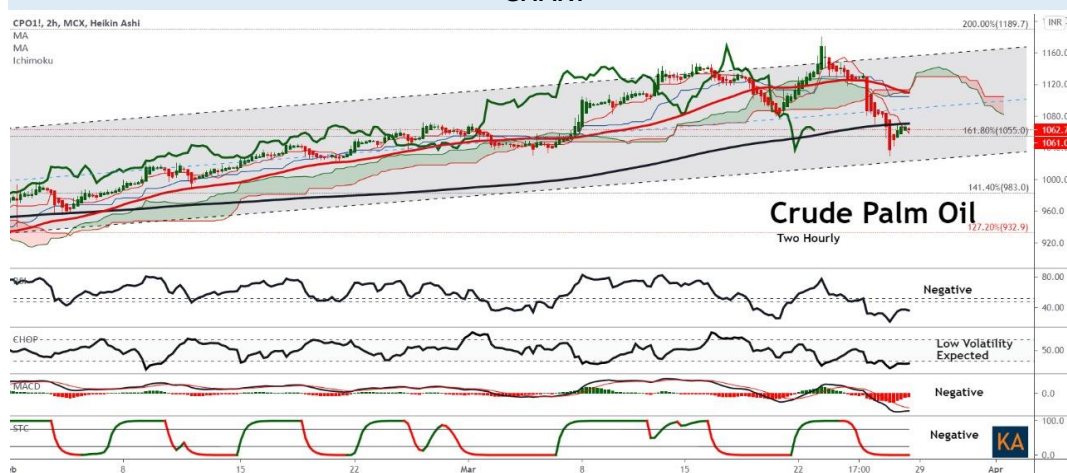 CPO1!, 2h, MCX, Heikin Ashi
MA
MA
Ichimoku
200.00%(1189.7)
INR
1160.0
1120.0
1080.0
1062.7
161.80%(1055.0)
1061.0
1000.0
141.40%(983.0)
960.0
Crude Palm Oil
127.20%(932.9)
Two Hourly
920.0
RSI
80.00
Negative
40.00
CHOP
Low Volatility
Expected
50.00
MACD
Negative
0.0
STC
100.0
Negative
KA
0.0
8
15
22
Mar
8
15
22
17:00
29
Apr